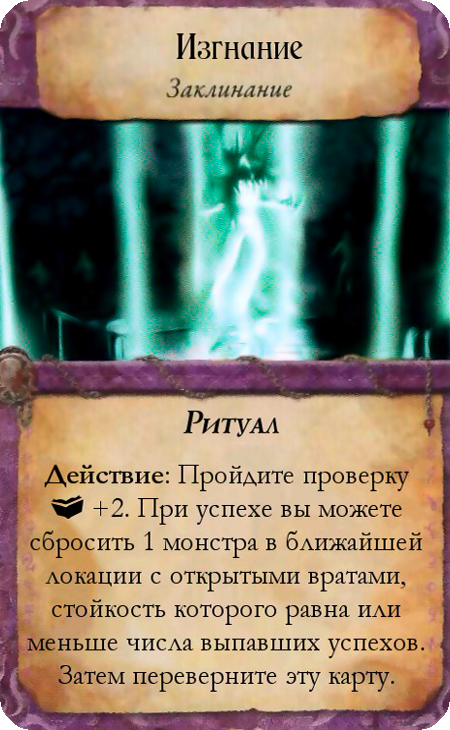 Изгнание
Заклинание
Ритуал
Действие: Пройдите проверку
+2. При успехе вы можете
сбросить 1 монстра в ближайшей
локации с открытыми вратами,
стойкость которого равна или
меньше числа выпавших успехов.
Затем переверните эту карту.